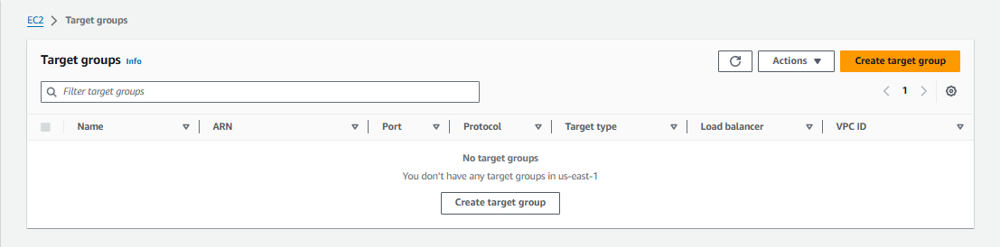 EC2 > Target groups
Target groups Info
Actions Create target group
Filter target groups
1
Name ARN Port Protocol Target type Load balancer VPC ID
No target groups
You don't have any target groups in us-east-1
Create target group